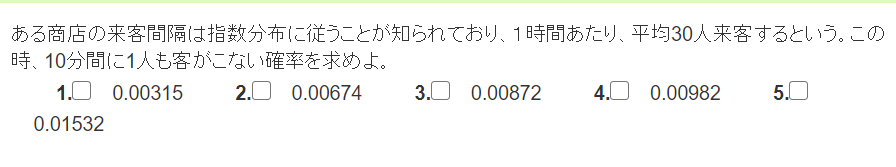 ある商店の来客間隔は指数分布に従うことが知られており、１時間あたり、平均30人来客するという。この
時、10分間に1人も客がこない確率を求めよ。
1. 0.00315 2. 0.00674 3. 0.00872 4. 0.00982 5.
0.01532